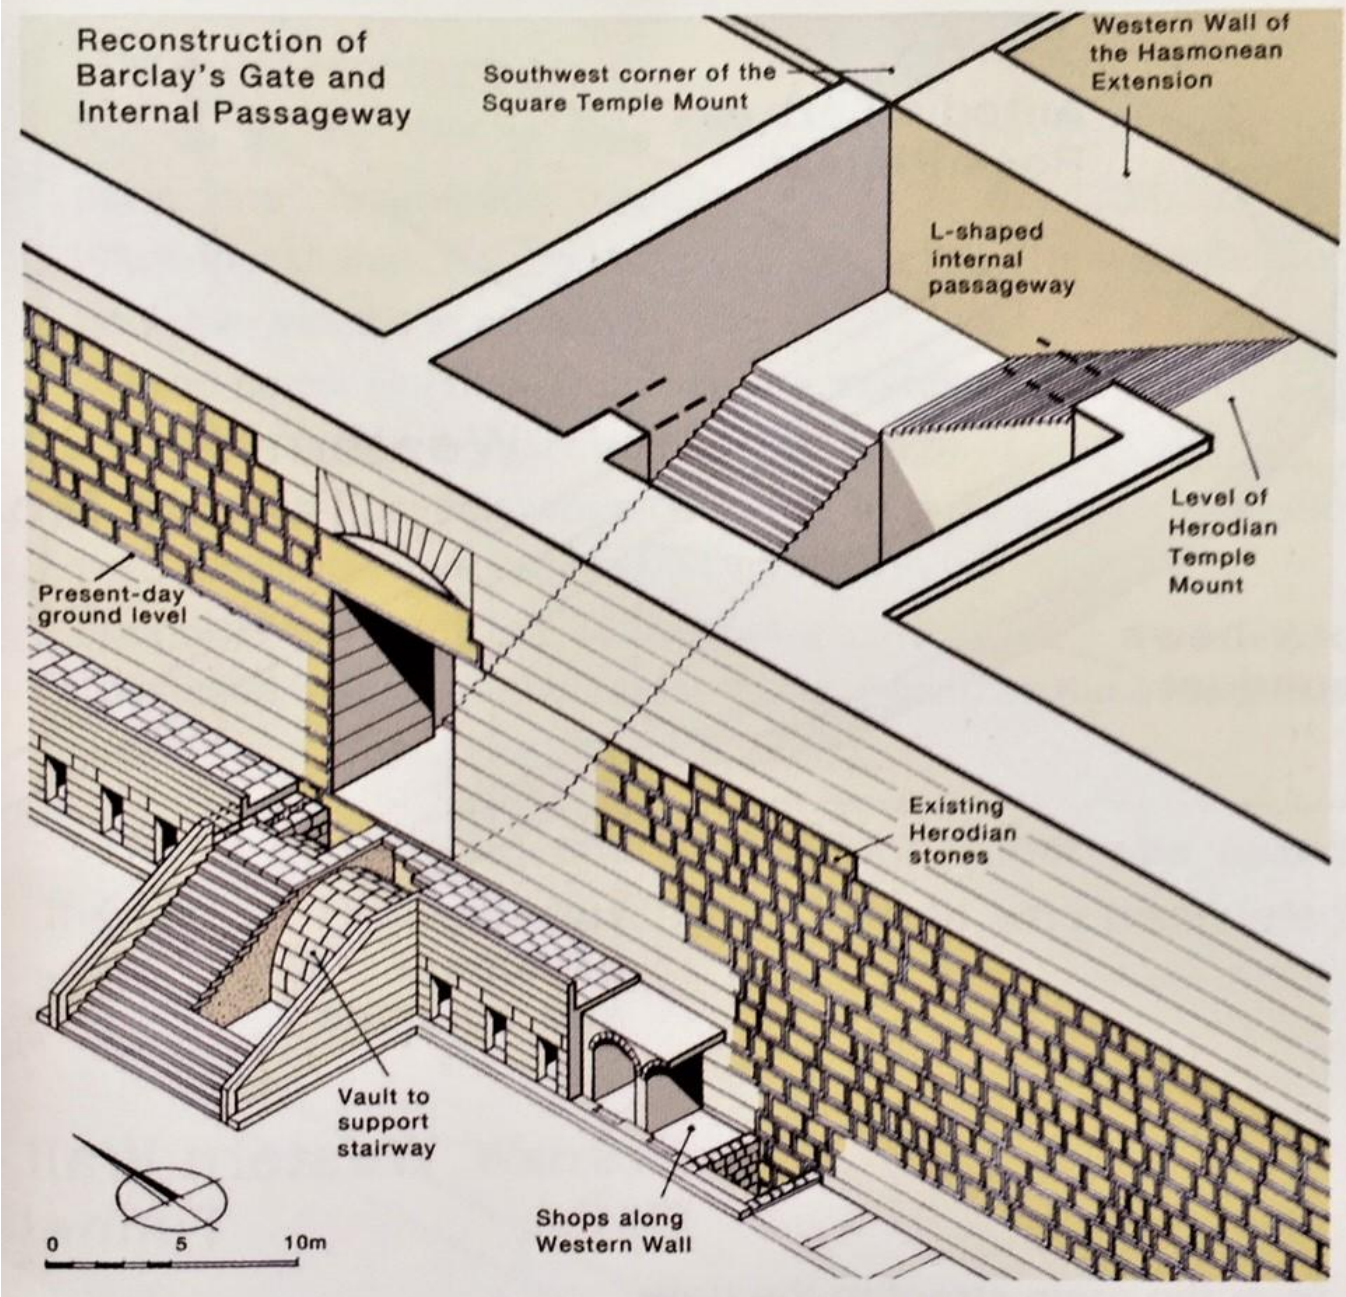 Reconstruction of
Barclay's Gate and
Internal Passageway
Southwest corner of the
Square Temple Mount
Western Wall of
the Hasmonean
Extension
L-shaped
internal
passageway
Level of
Herodian
Temple
Mount
Present-day
ground level
Existing
Herodian
stones
Vault to
support
stairway
Shops along
Western Wall
0 5 10m